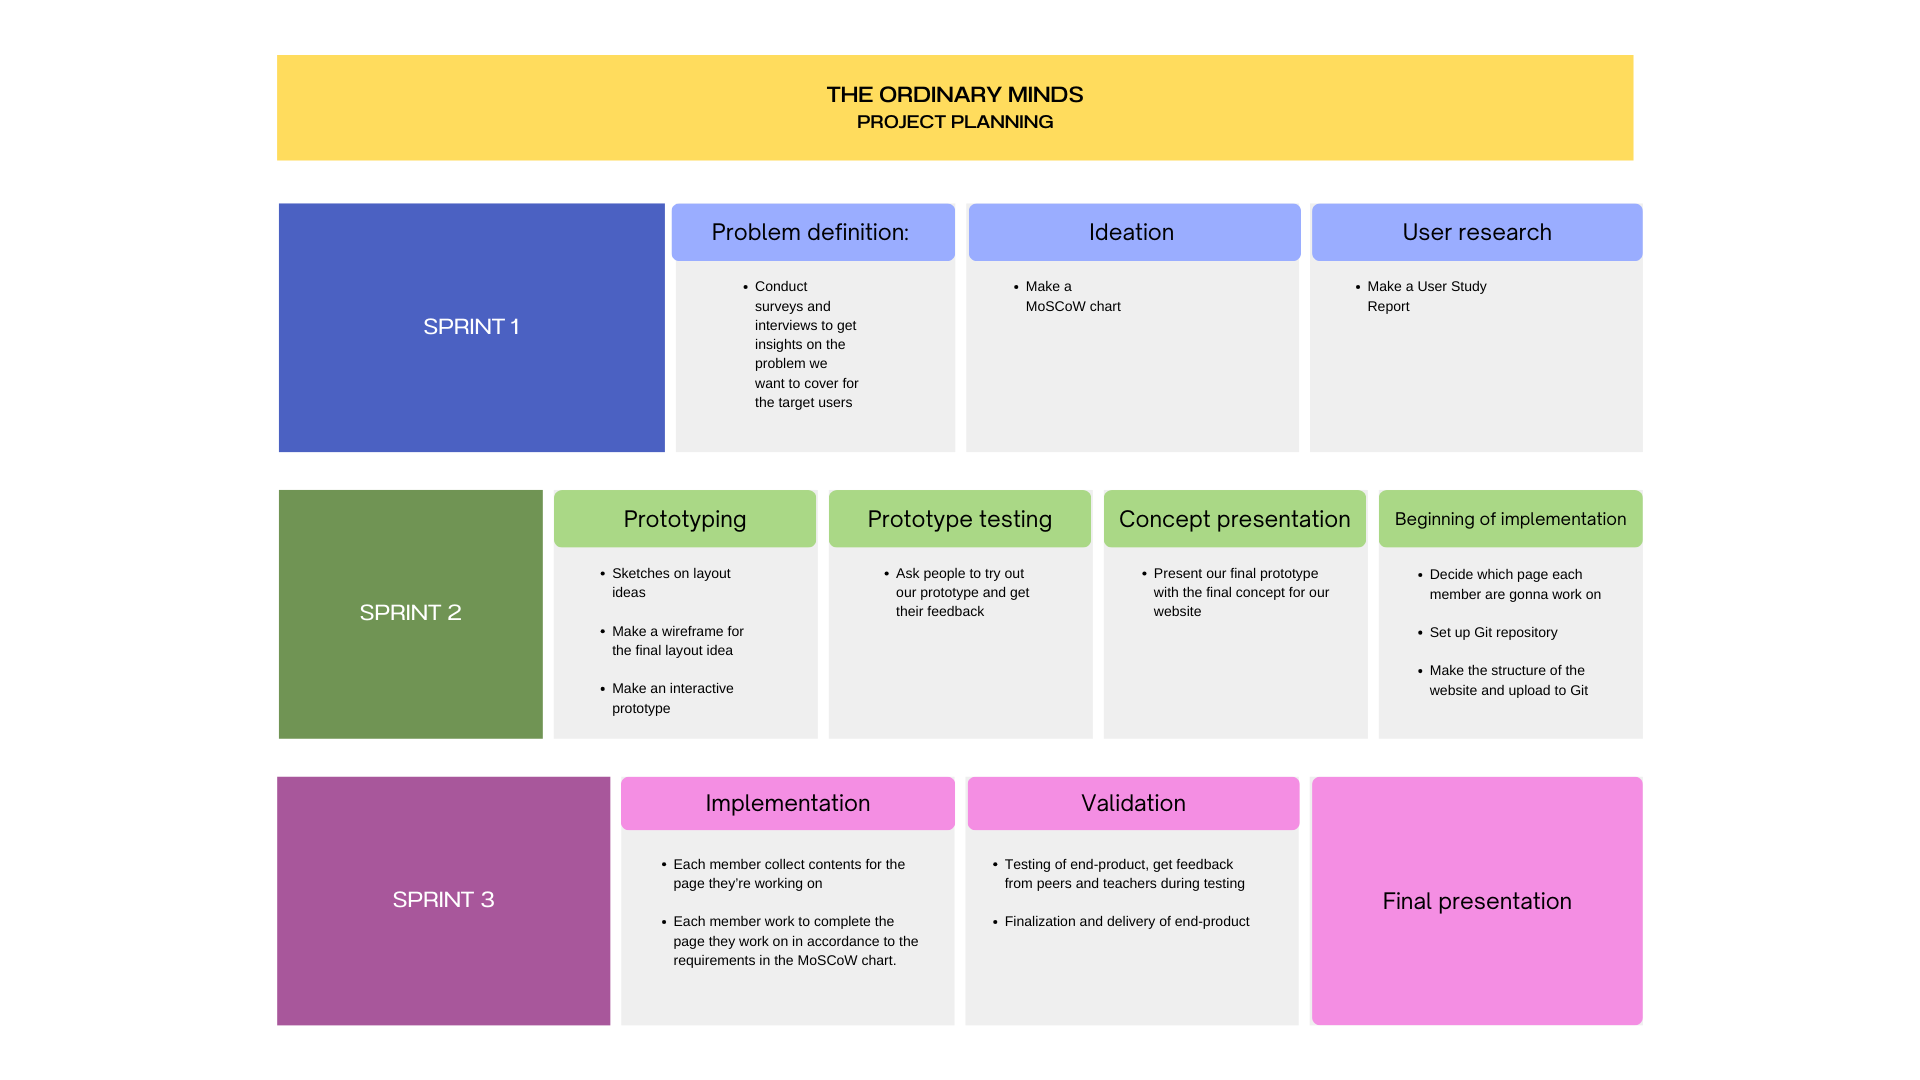 THE ORDINARY MINDS
PROJECT PLANNING
SPRINT 1
Problem definition:
• Conduct
surveys and
interviews to get
insights on the
problem we
want to cover for
the target users
Ideation
• Make a
MoSCoW chart
User research
• Make a User Study
Report
SPRINT 2
Prototyping
• Sketches on layout
ideas
• Make a wireframe for
the final layout idea
• Make an interactive
prototype
Prototype testing
• Ask people to try out
our prototype and get
their feedback
Concept presentation
• Present our final prototype
with the final concept for our
website
Beginning of implementation
• Decide which page each
member are gonna work on
• Set up Git repository
• Make the structure of the
website and upload to Git
SPRINT 3
Implementation
• Each member collect contents for the
page they’re working on
• Each member work to complete the
page they work on in accordance to the
requirements in the MoSCoW chart.
Validation
• Testing of end-product, get feedback
from peers and teachers during testing
• Finalization and delivery of end-product
Final presentation